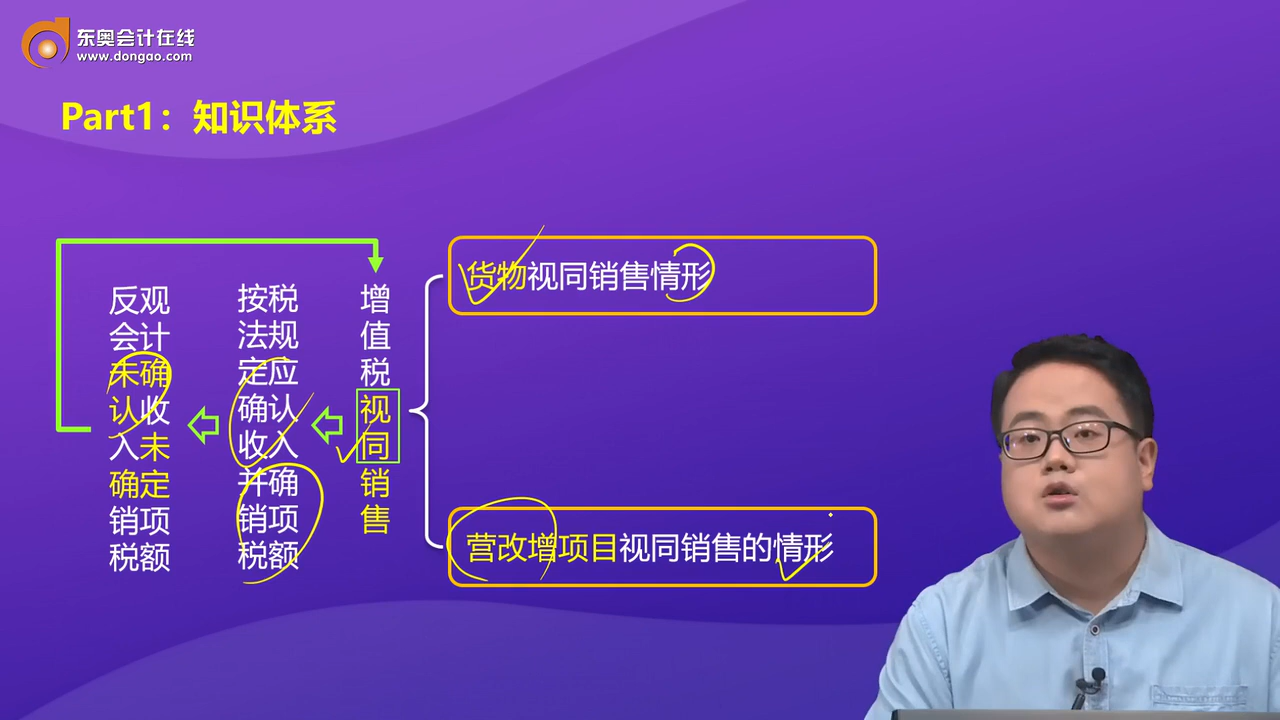 东奥会计在线
www.dongao.com
Part1：知识体系
反观
会计
未确
认收
入未
确定
销项
税额
按税
法规
定应
确认
收入
并确
销项
税额
增
值
税
视
同
销
售
货物视同销售情形
营改增项目视同销售的情形